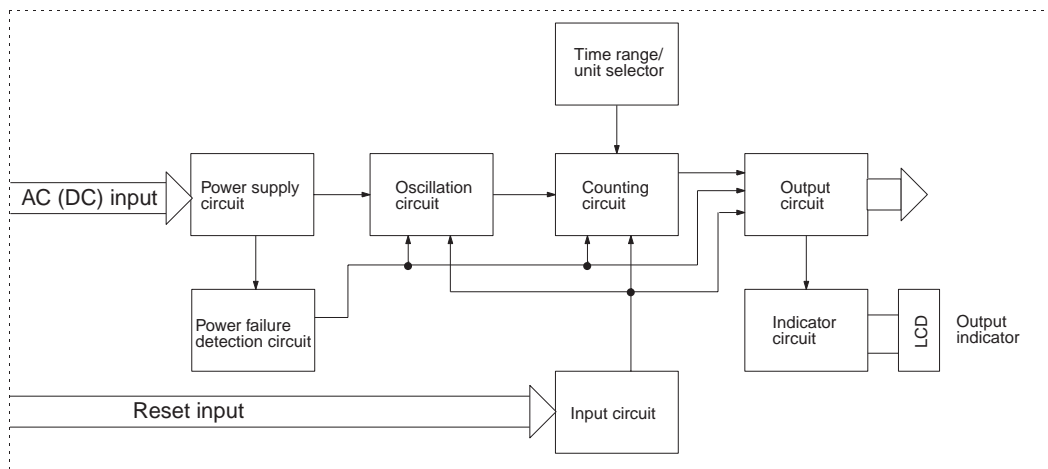 Time range/
unit selector
AC (DC) input
Power supply
circuit
Oscillation
circuit
Counting
circuit
Output
circuit
Power failure
detection circuit
Indicator
circuit
LCD
Output
indicator
Reset input
Input circuit